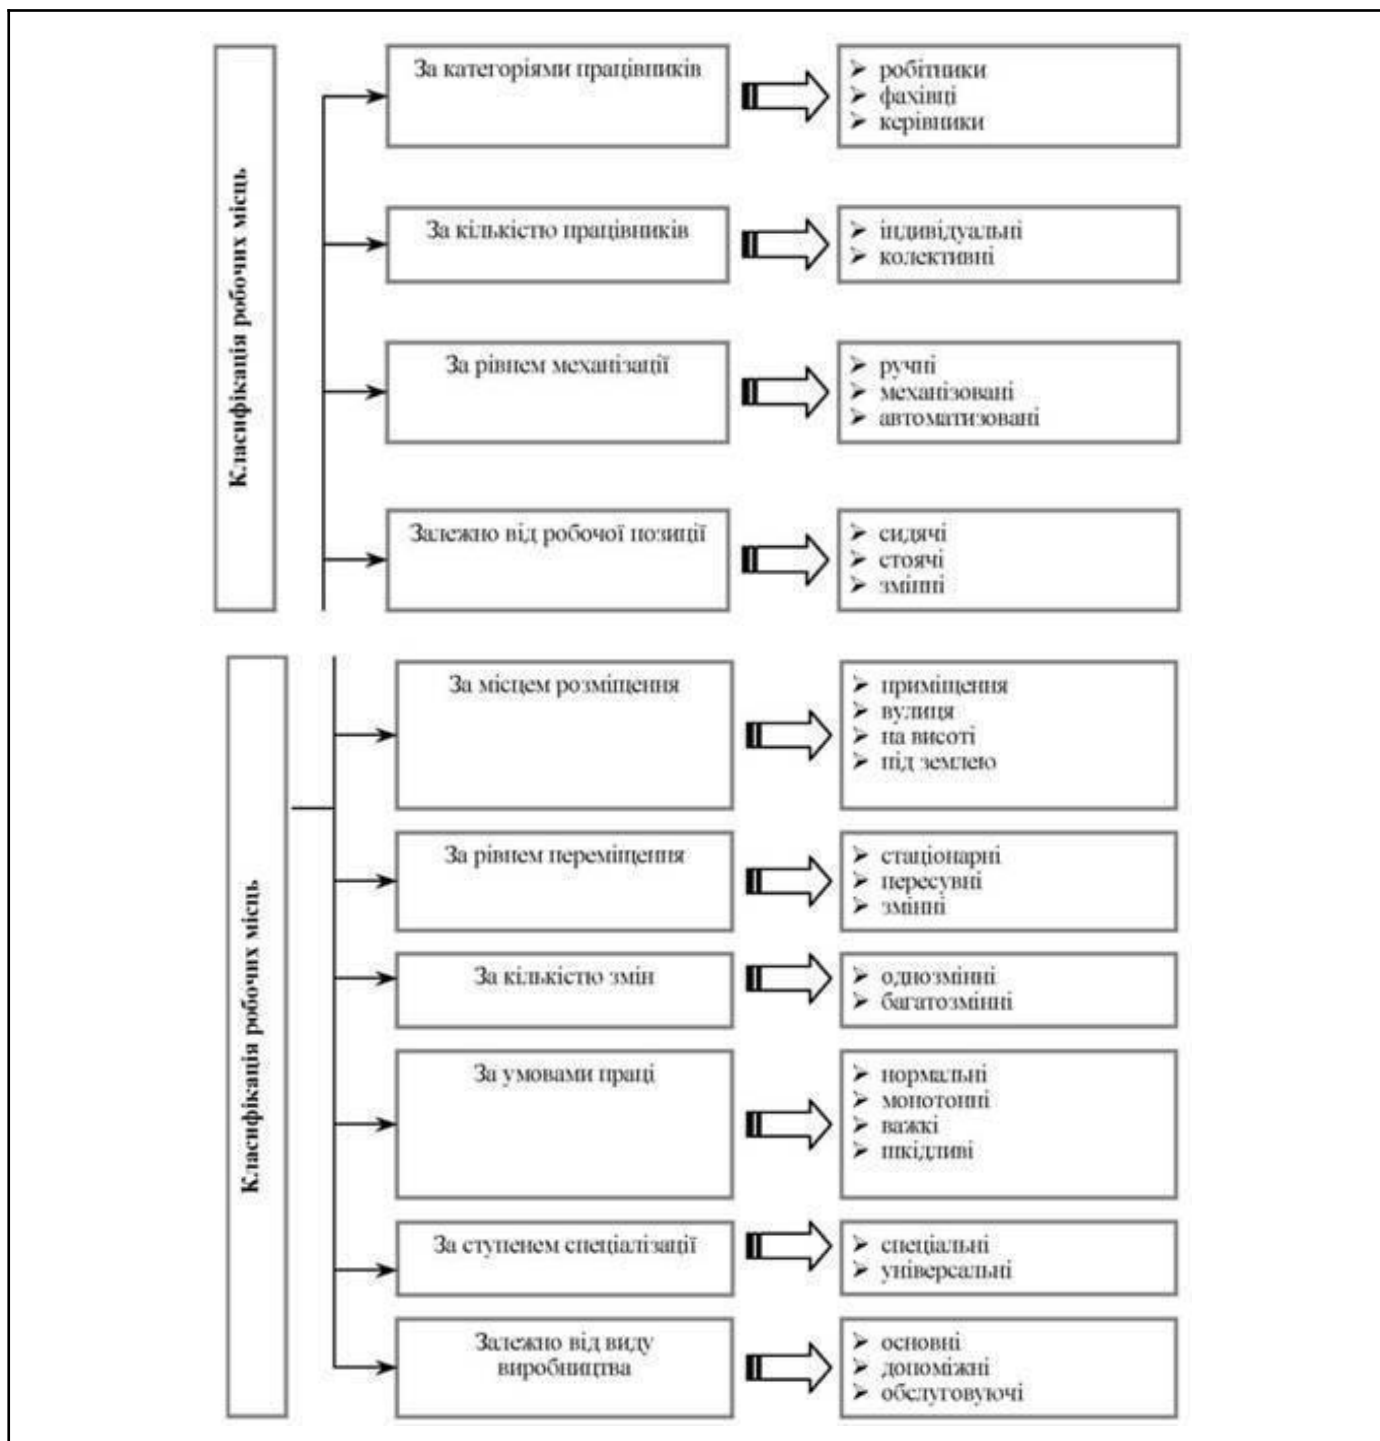 Класифікація робочих місць
За категоріями працівників
➢ робітники
➢ фахівці
➢ керівники
За кількістю працівників
➢ індивідуальні
➢ колективні
За рівнем механізації
➢ ручні
➢ механізовані
➢ автоматизовані
Залежно від робочої позиції
➢ сидячі
➢ стоячі
➢ змінні
Класифікація робочих місць
За місцем розміщення
➢ приміщення
➢ вулиця
➢ на висоті
➢ під землею
За рівнем переміщення
➢ стаціонарні
➢ пересувні
➢ змінні
За кількістю змін
➢ однозмінні
➢ багатозмінні
За умовами праці
➢ нормальні
➢ монотонні
➢ важкі
➢ шкідливі
За ступенем спеціалізації
➢ спеціальні
➢ універсальні
Залежно від виду
виробництва
➢ основні
➢ допоміжні
➢ обслуговуючі